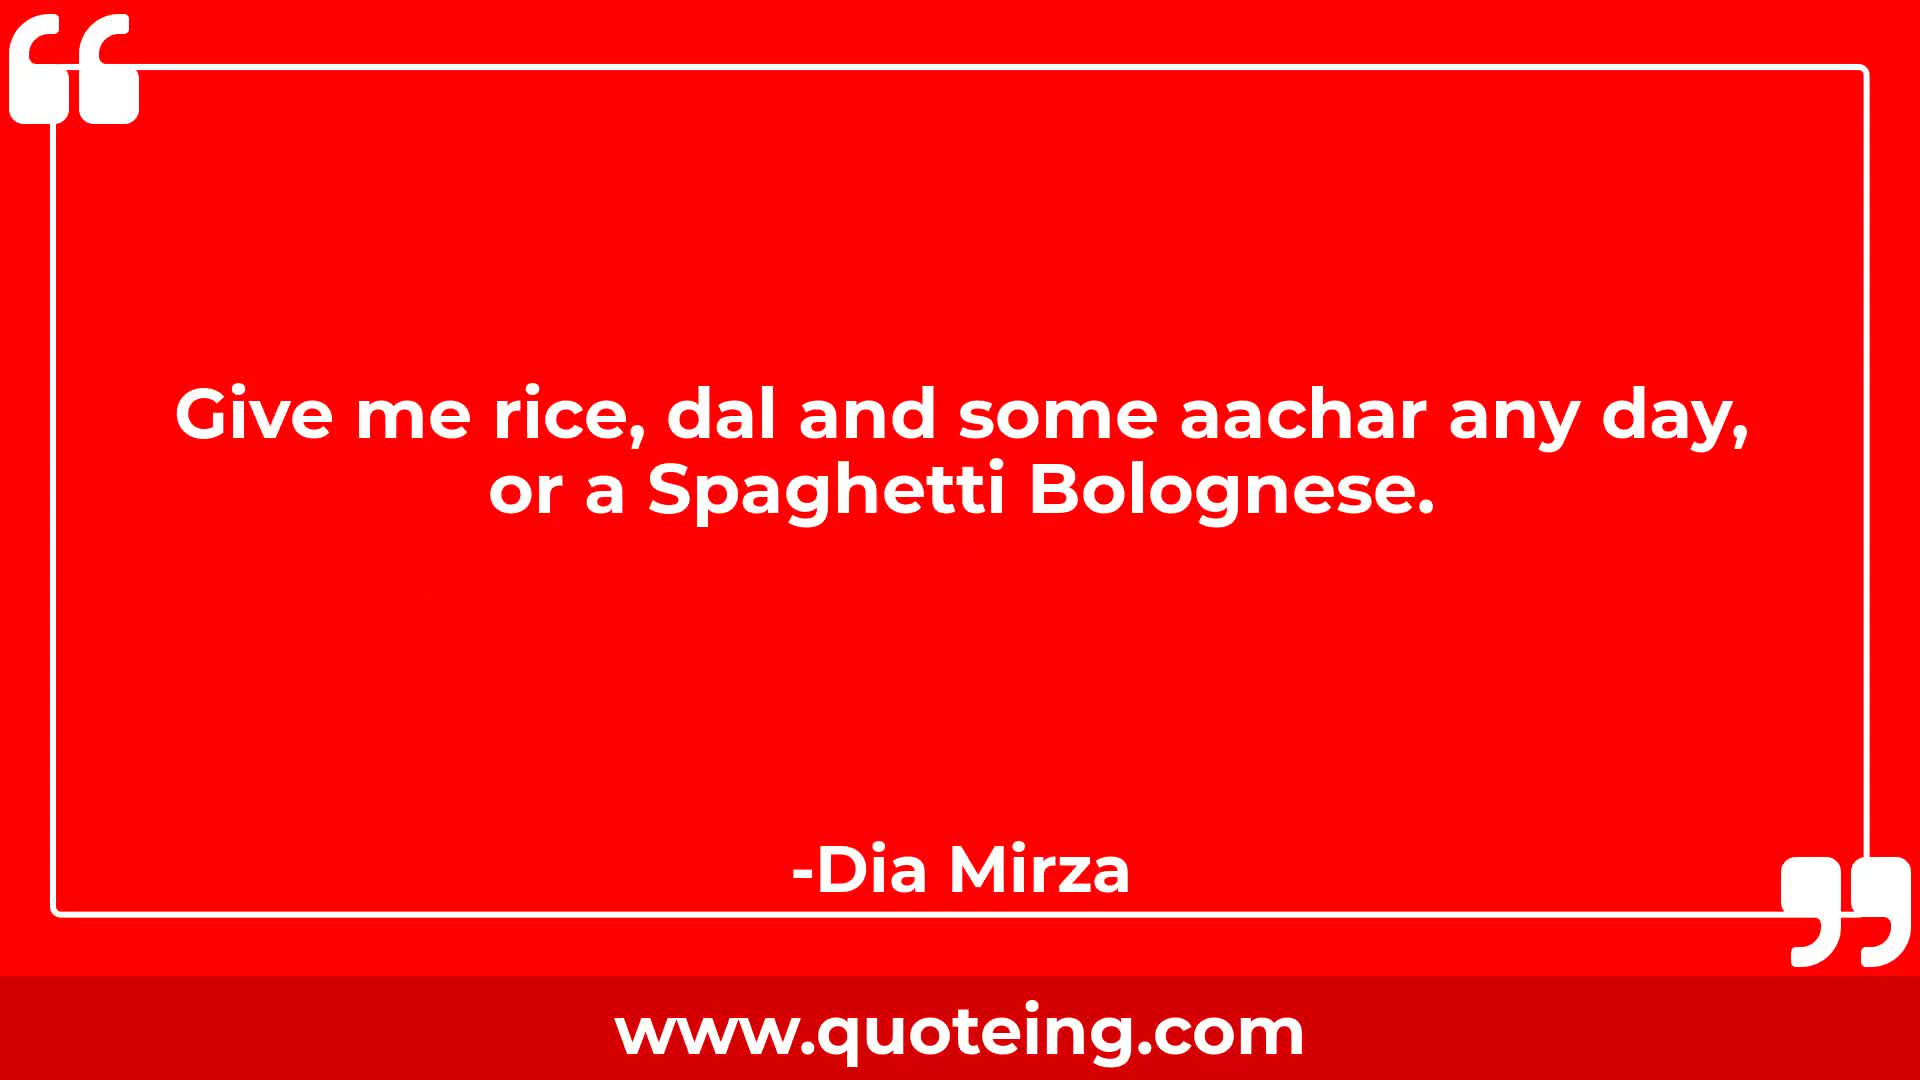 Give me rice, dal and some aachar any day,
or a Spaghetti Bolognese.
-Dia Mirza
www.quoteing.com